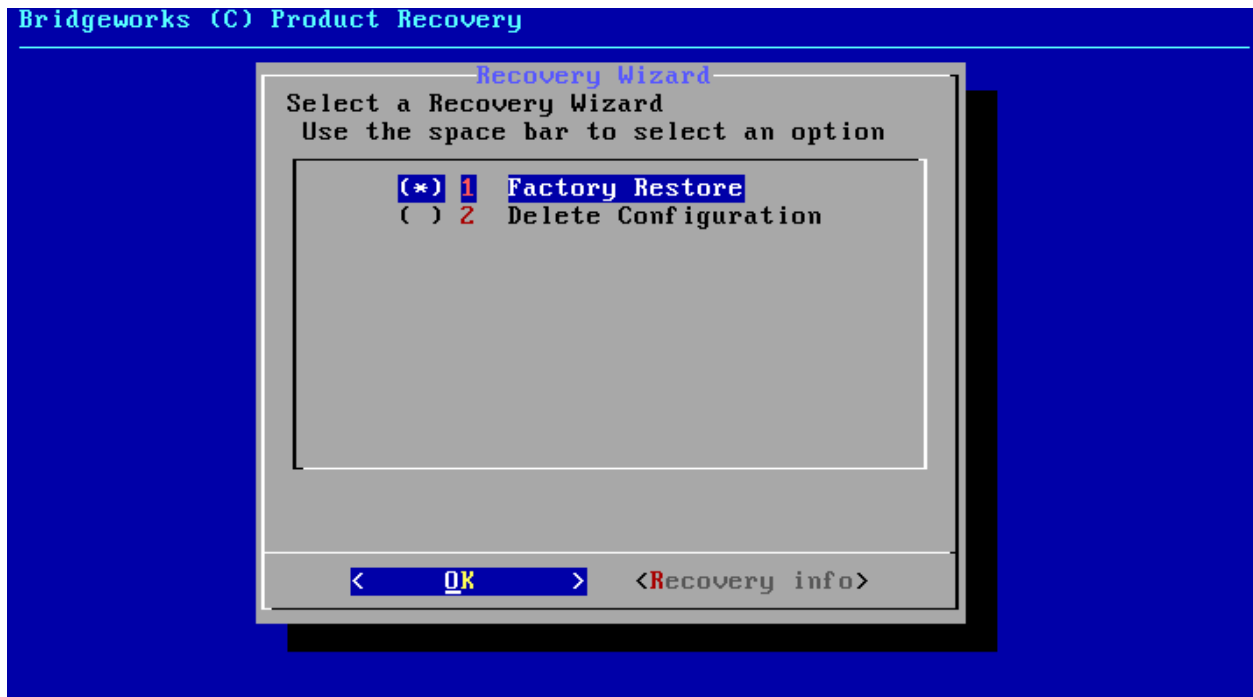 Bridgeworks (C) Product Recovery
Recovery Wizard
Select a Recovery Wizard
Use the space bar to select an option
(*) 1 Factory Restore
( ) 2 Delete Configuration
< OK > <Recovery info>